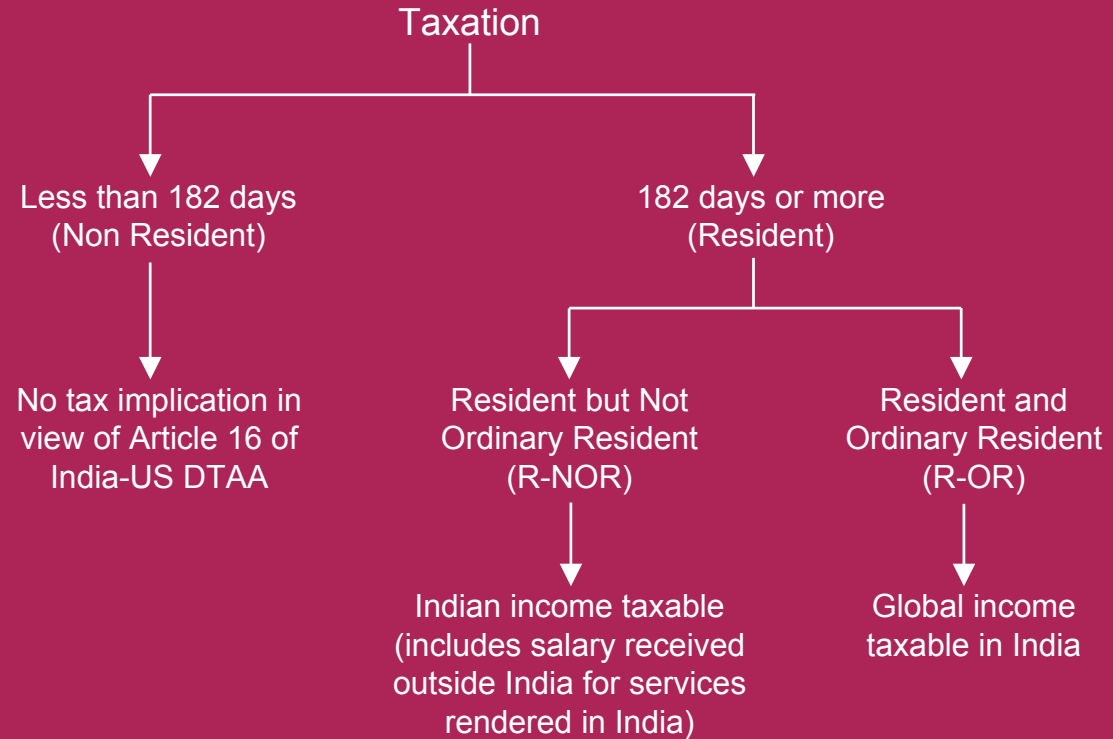 Taxation
Less than 182 days
(Non Resident)
182 days or more
(Resident)
No tax implication in
view of Article 16 of
India-US DTAA
Resident but Not
Ordinary Resident
(R-NOR)
Resident and
Ordinary Resident
(R-OR)
Indian income taxable
(includes salary received
outside India for services
rendered in India)
Global income
taxable in India